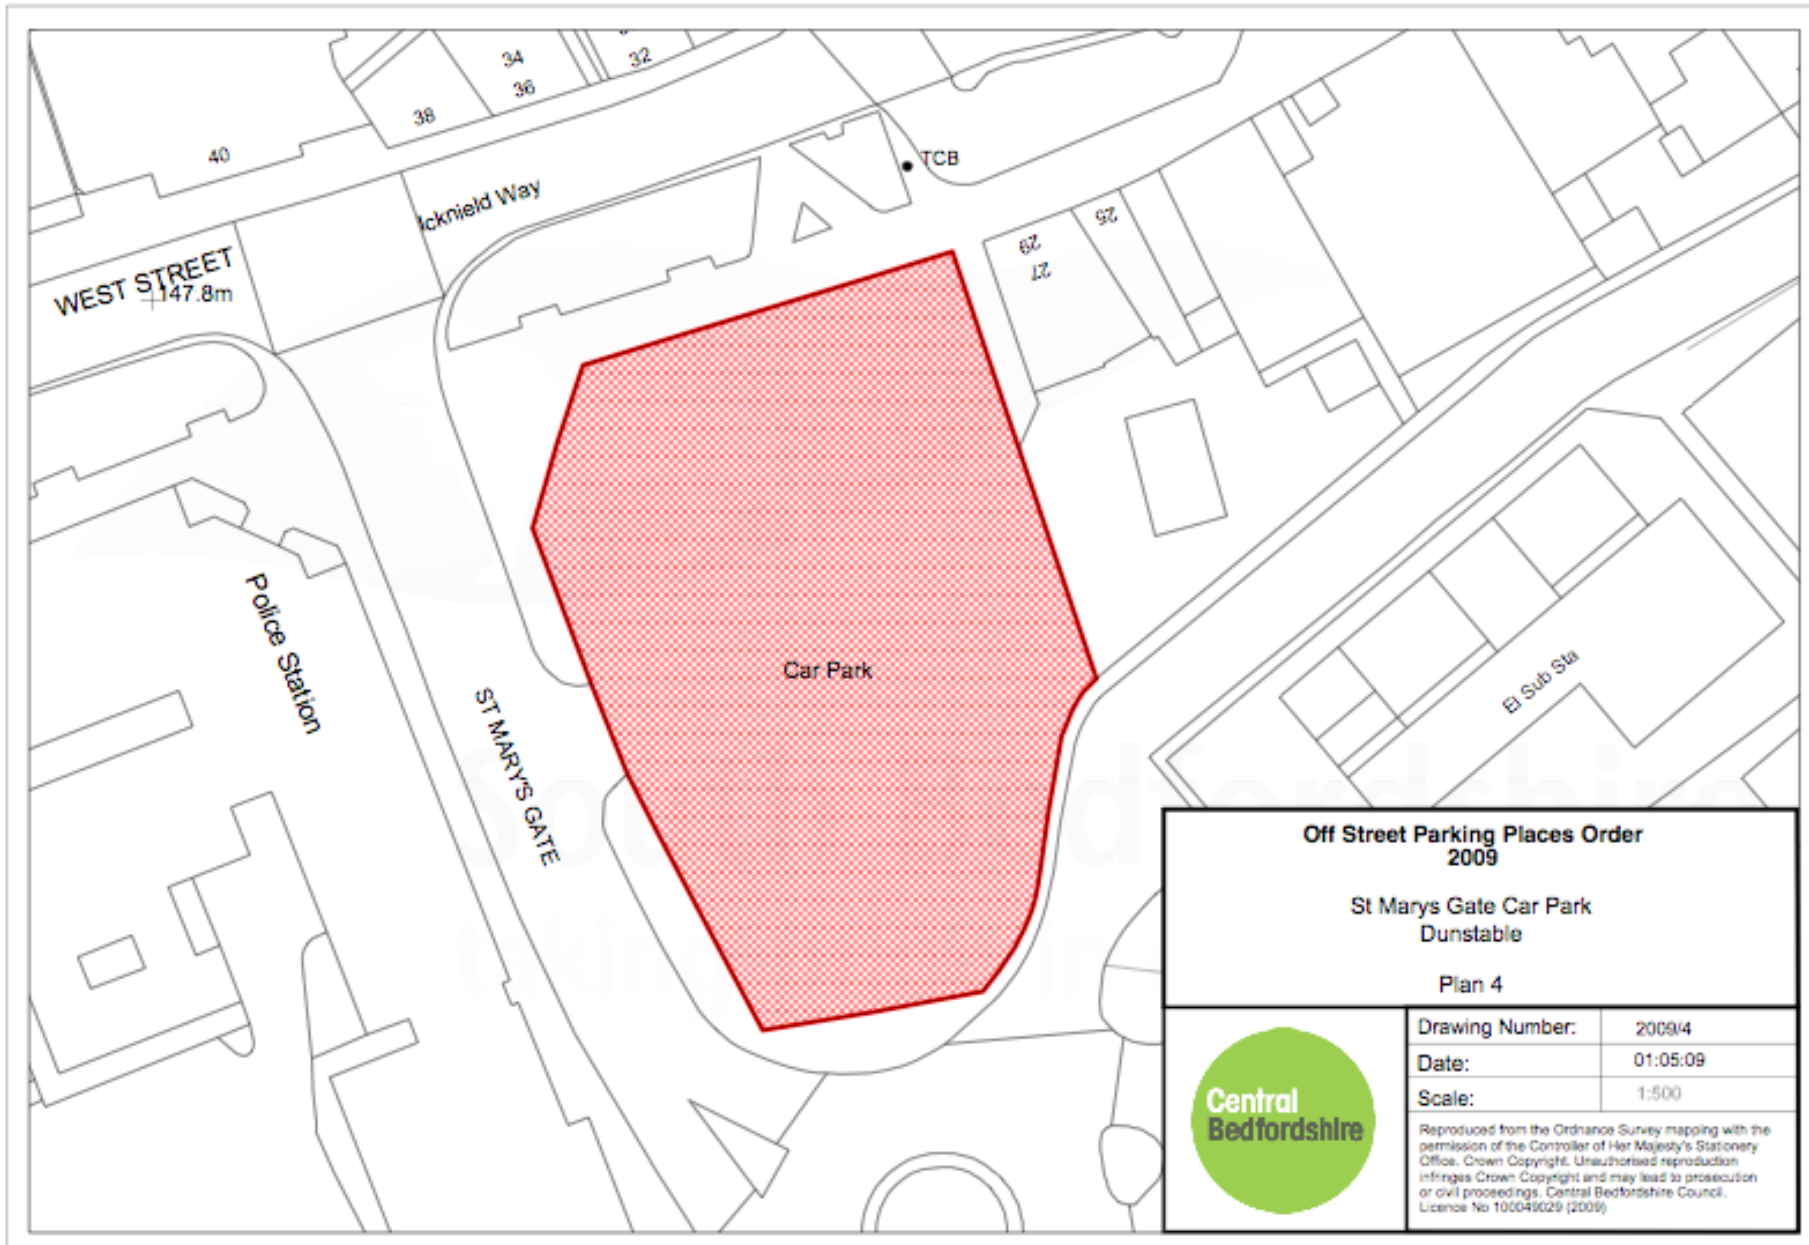 34
32
36
38
40
TCB
Icknield Way
WEST STREET
147.8m
25
29
27
Police Station
Car Park
ST MARY'S GATE
El Sub Sta
Off Street Parking Places Order
2009
St Marys Gate Car Park
Dunstable
Plan 4
Drawing Number: 2009/4
Date: 01:05:09
Scale: 1:500
Central
Bedfordshire
Reproduced from the Ordnance Survey mapping with the
permission of the Controller of Her Majesty's Stationery
Office. Crown Copyright. Unauthorised reproduction
infringes Crown Copyright and may lead to prosecution
or civil proceedings. Central Bedfordshire Council.
Licence No 100049029 (2009)